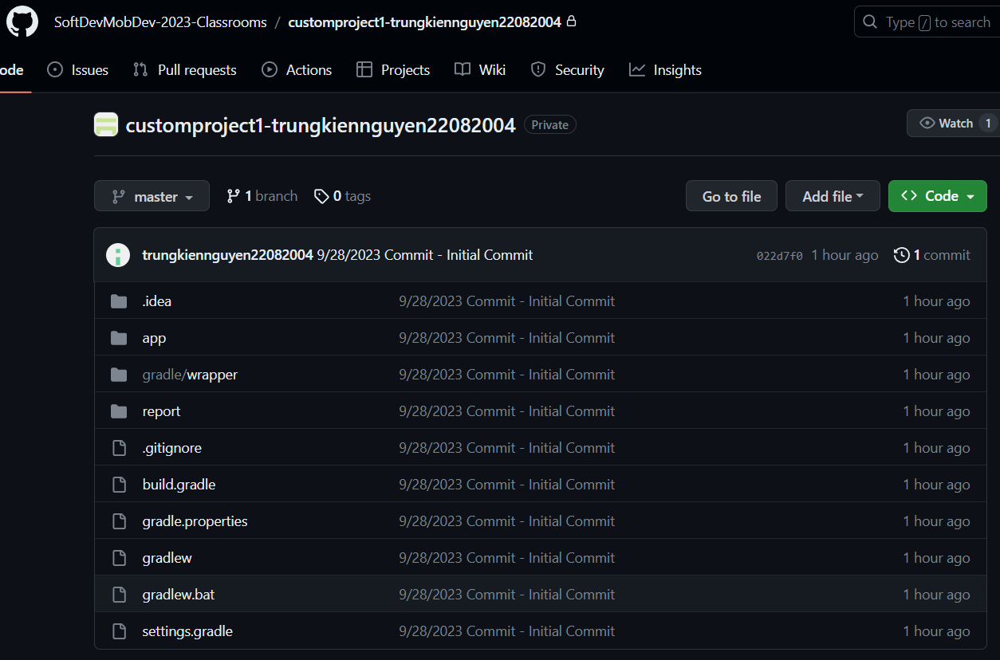 SoftDevMobDev-2023-Classrooms / customproject1-trungkiennguyen22082004 Type / to search
ode Issues Pull requests Actions Projects Wiki Security Insights
customproject1-trungkiennguyen22082004 Private Watch 1
master 1 branch 0 tags Go to file Add file <> Code
trungkiennguyen22082004 9/28/2023 Commit - Initial Commit 022d7f0 1 hour ago 1 commit
.idea 9/28/2023 Commit - Initial Commit 1 hour ago
app 9/28/2023 Commit - Initial Commit 1 hour ago
gradle/wrapper 9/28/2023 Commit - Initial Commit 1 hour ago
report 9/28/2023 Commit - Initial Commit 1 hour ago
.gitignore 9/28/2023 Commit - Initial Commit 1 hour ago
build.gradle 9/28/2023 Commit - Initial Commit 1 hour ago
gradle.properties 9/28/2023 Commit - Initial Commit 1 hour ago
gradlew 9/28/2023 Commit - Initial Commit 1 hour ago
gradlew.bat 9/28/2023 Commit - Initial Commit 1 hour ago
settings.gradle 9/28/2023 Commit - Initial Commit 1 hour ago